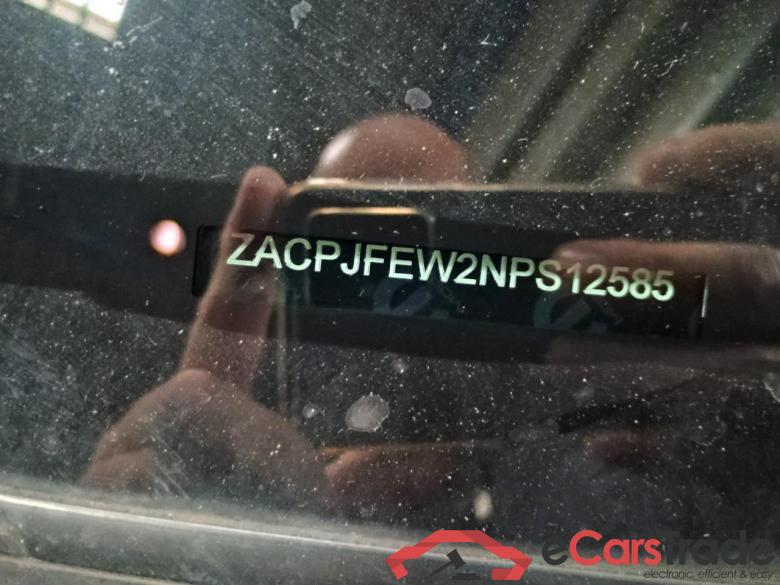 ZACPJFEW2NPS12585
eCarstrade
electronic, efficient & easy